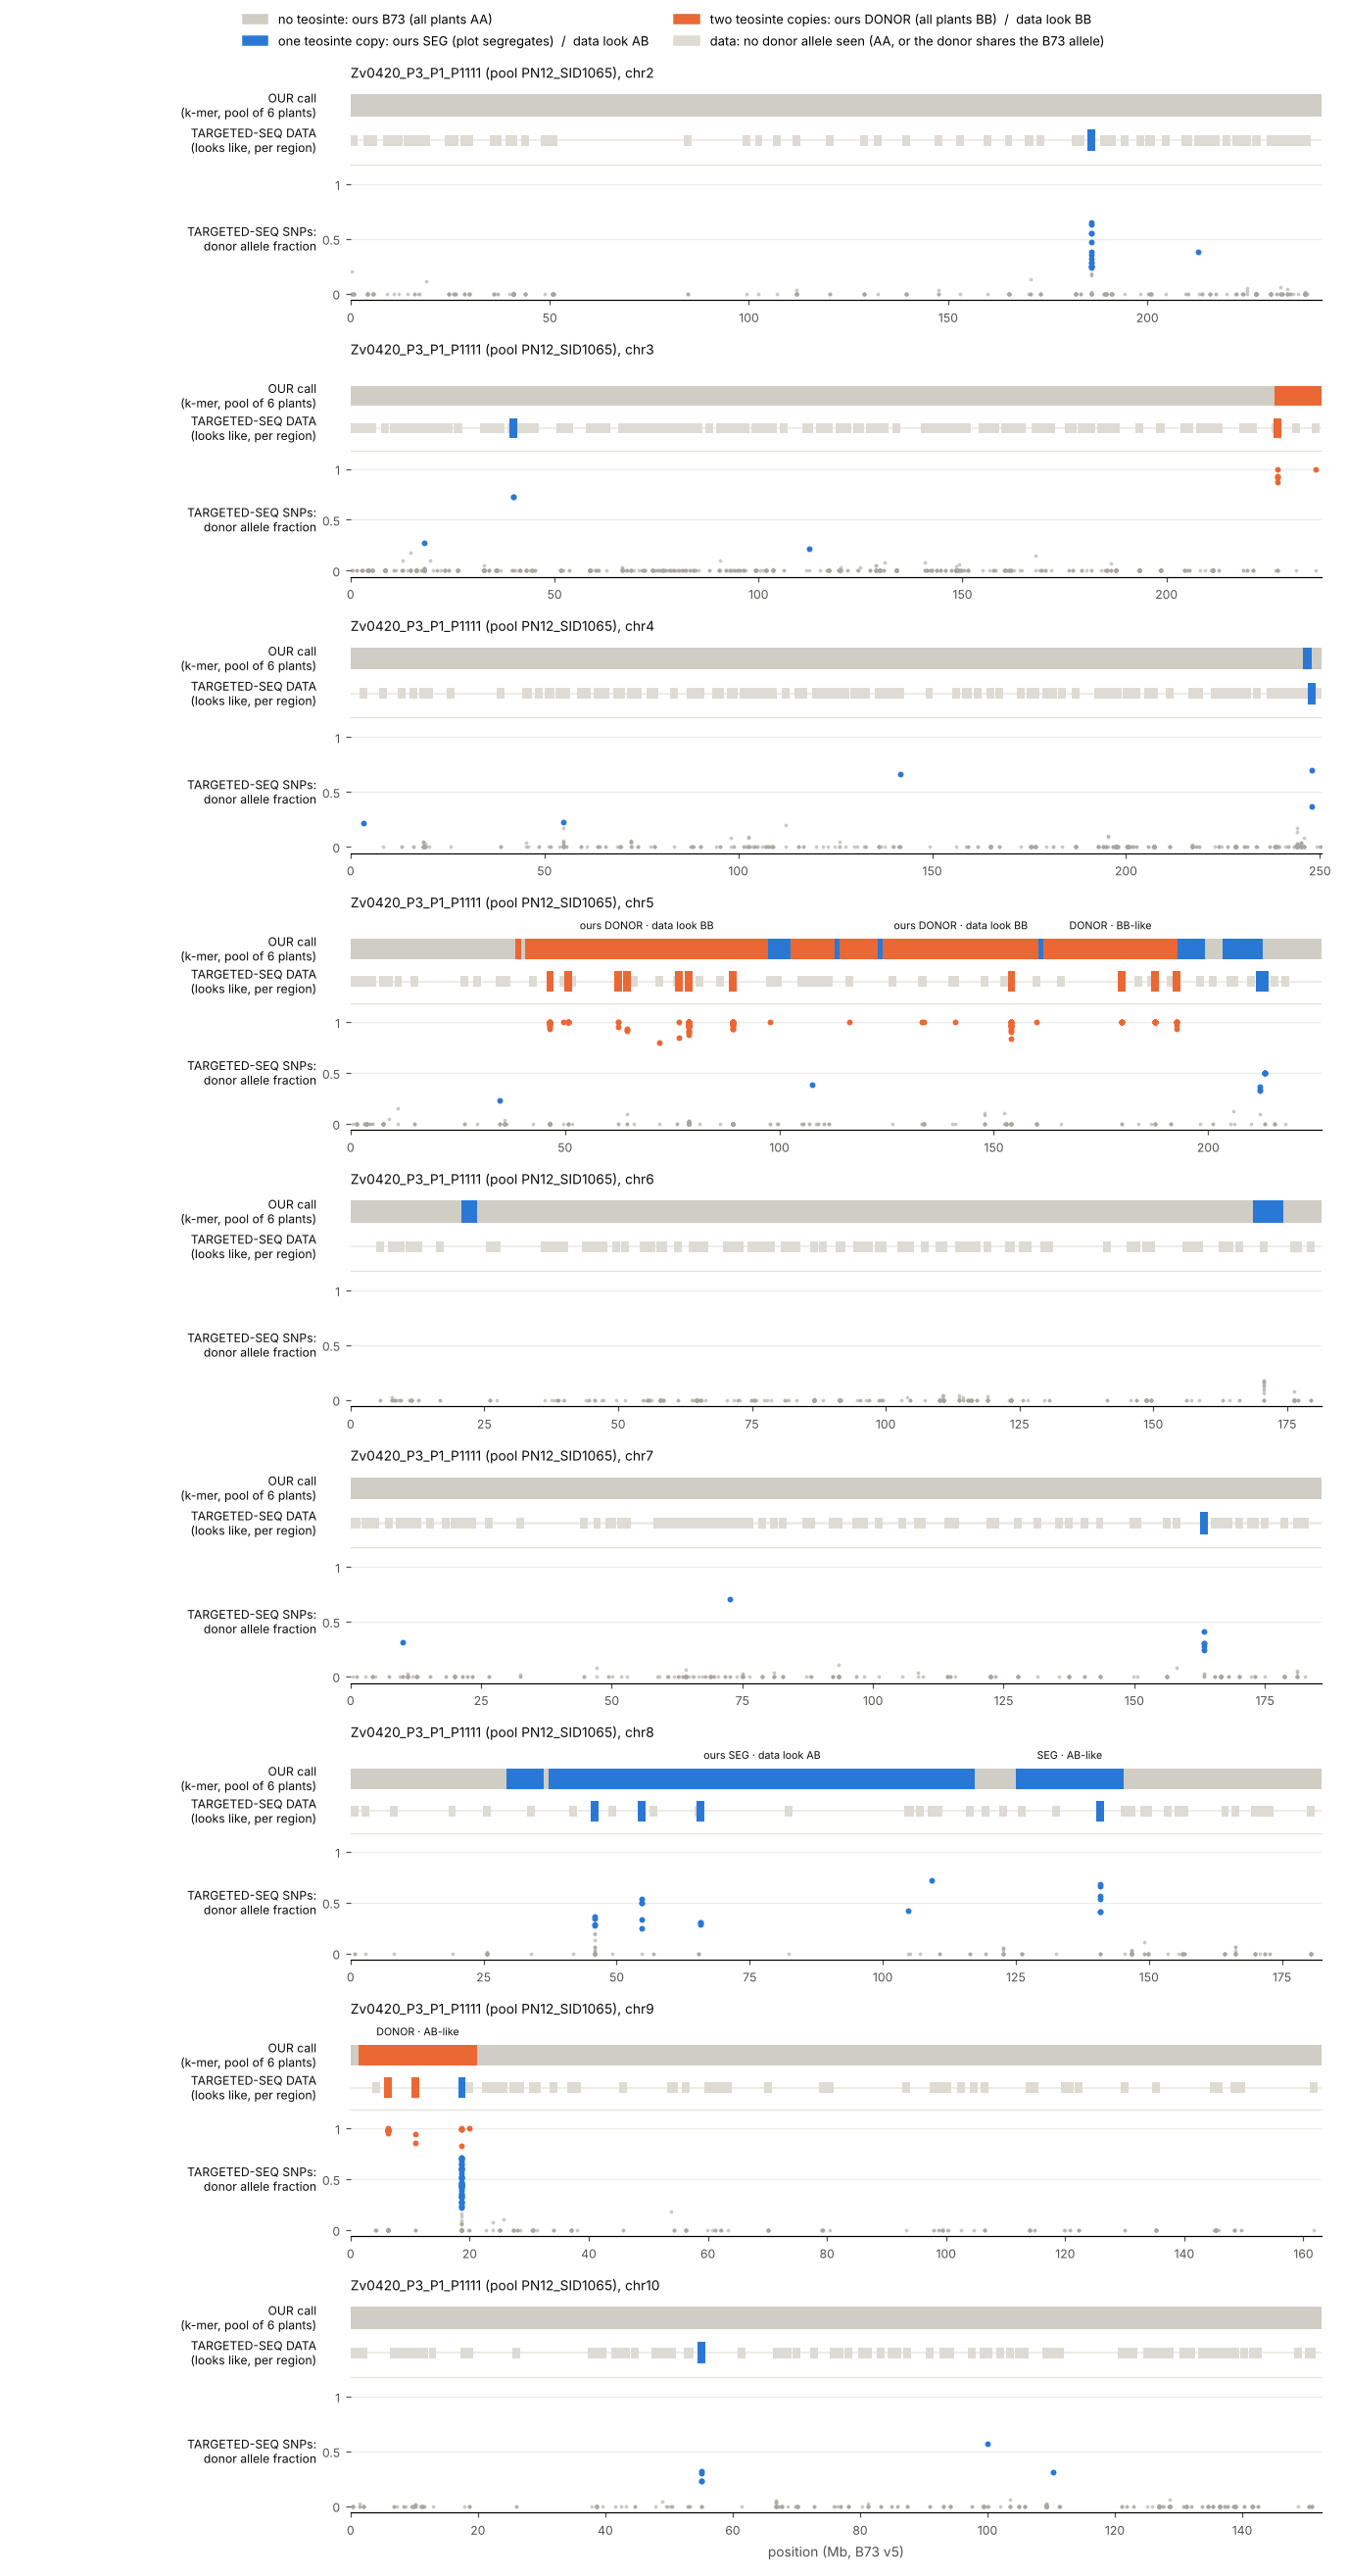 no teosinte: ours B73 (all plants AA)
two teosinte copies: ours DONOR (all plants BB)  /  data look BB
one teosinte copy: ours SEG (plot segregates)  /  data look AB
data: no donor allele seen (AA, or the donor shares the B73 allele)
Zv0420_P3_P1_P1111 (pool PN12_SID1065), chr2
OUR call
(k-mer, pool of 6 plants)
TARGETED-SEQ DATA
(looks like, per region)
1
TARGETED-SEQ SNPs:
donor allele fraction
0.5
0
0 50 100 150 200
Zv0420_P3_P1_P1111 (pool PN12_SID1065), chr3
OUR call
(k-mer, pool of 6 plants)
TARGETED-SEQ DATA
(looks like, per region)
1
TARGETED-SEQ SNPs:
donor allele fraction
0.5
0
0 50 100 150 200
Zv0420_P3_P1_P1111 (pool PN12_SID1065), chr4
OUR call
(k-mer, pool of 6 plants)
TARGETED-SEQ DATA
(looks like, per region)
1
TARGETED-SEQ SNPs:
donor allele fraction
0.5
0
0 50 100 150 200 250
Zv0420_P3_P1_P1111 (pool PN12_SID1065), chr5
ours DONOR · data look BB ours DONOR · data look BB DONOR · BB-like
OUR call
(k-mer, pool of 6 plants)
TARGETED-SEQ DATA
(looks like, per region)
1
TARGETED-SEQ SNPs:
donor allele fraction
0.5
0
0 50 100 150 200
Zv0420_P3_P1_P1111 (pool PN12_SID1065), chr6
OUR call
(k-mer, pool of 6 plants)
TARGETED-SEQ DATA
(looks like, per region)
1
TARGETED-SEQ SNPs:
donor allele fraction
0.5
0
0 25 50 75 100 125 150 175
Zv0420_P3_P1_P1111 (pool PN12_SID1065), chr7
OUR call
(k-mer, pool of 6 plants)
TARGETED-SEQ DATA
(looks like, per region)
1
TARGETED-SEQ SNPs:
donor allele fraction
0.5
0
0 25 50 75 100 125 150 175
Zv0420_P3_P1_P1111 (pool PN12_SID1065), chr8
ours SEG · data look AB SEG · AB-like
OUR call
(k-mer, pool of 6 plants)
TARGETED-SEQ DATA
(looks like, per region)
1
TARGETED-SEQ SNPs:
donor allele fraction
0.5
0
0 25 50 75 100 125 150 175
Zv0420_P3_P1_P1111 (pool PN12_SID1065), chr9
DONOR · AB-like
OUR call
(k-mer, pool of 6 plants)
TARGETED-SEQ DATA
(looks like, per region)
1
TARGETED-SEQ SNPs:
donor allele fraction
0.5
0
0 20 40 60 80 100 120 140 160
Zv0420_P3_P1_P1111 (pool PN12_SID1065), chr10
OUR call
(k-mer, pool of 6 plants)
TARGETED-SEQ DATA
(looks like, per region)
1
TARGETED-SEQ SNPs:
donor allele fraction
0.5
0
0 20 40 60 80 100 120 140
position (Mb, B73 v5)